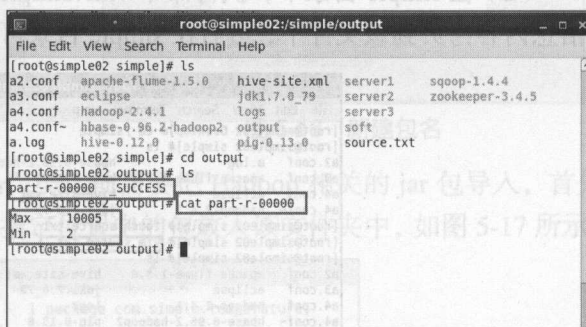 root@simple02:/simple/output
File Edit View Search Terminal Help
[root@simple02 simple]# ls
a2.conf apache-flume-1.5.0 hive-site.xml server1 sqoop-1.4.4
a3.conf eclipse jdk1.7.0_79 server2 zookeeper-3.4.5
a4.conf hadoop-2.4.1 logs server3
a4.conf~ hbase-0.96.2-hadoop2 output soft
a.log hive-0.12.0 pig-0.13.0 source.txt
[root@simple02 simple]# cd output
[root@simple02 output]# ls
part-r-00000 _SUCCESS
[root@simple02 output]# cat part-r-00000
Max 10005
Min 2
[root@simple02 output]#